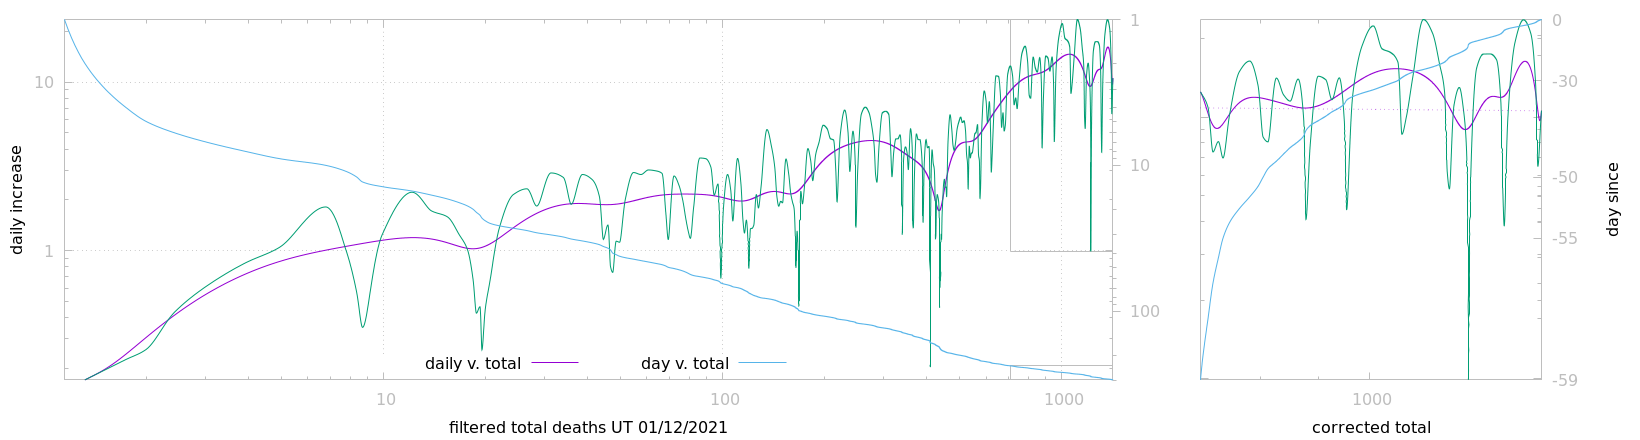 daily increase
10
1
daily v. total
day v. total
10
100
1000
filtered total deaths UT 01/12/2021
1
10
100
1000
corrected total
0
-30
-50
-55
-59
day since